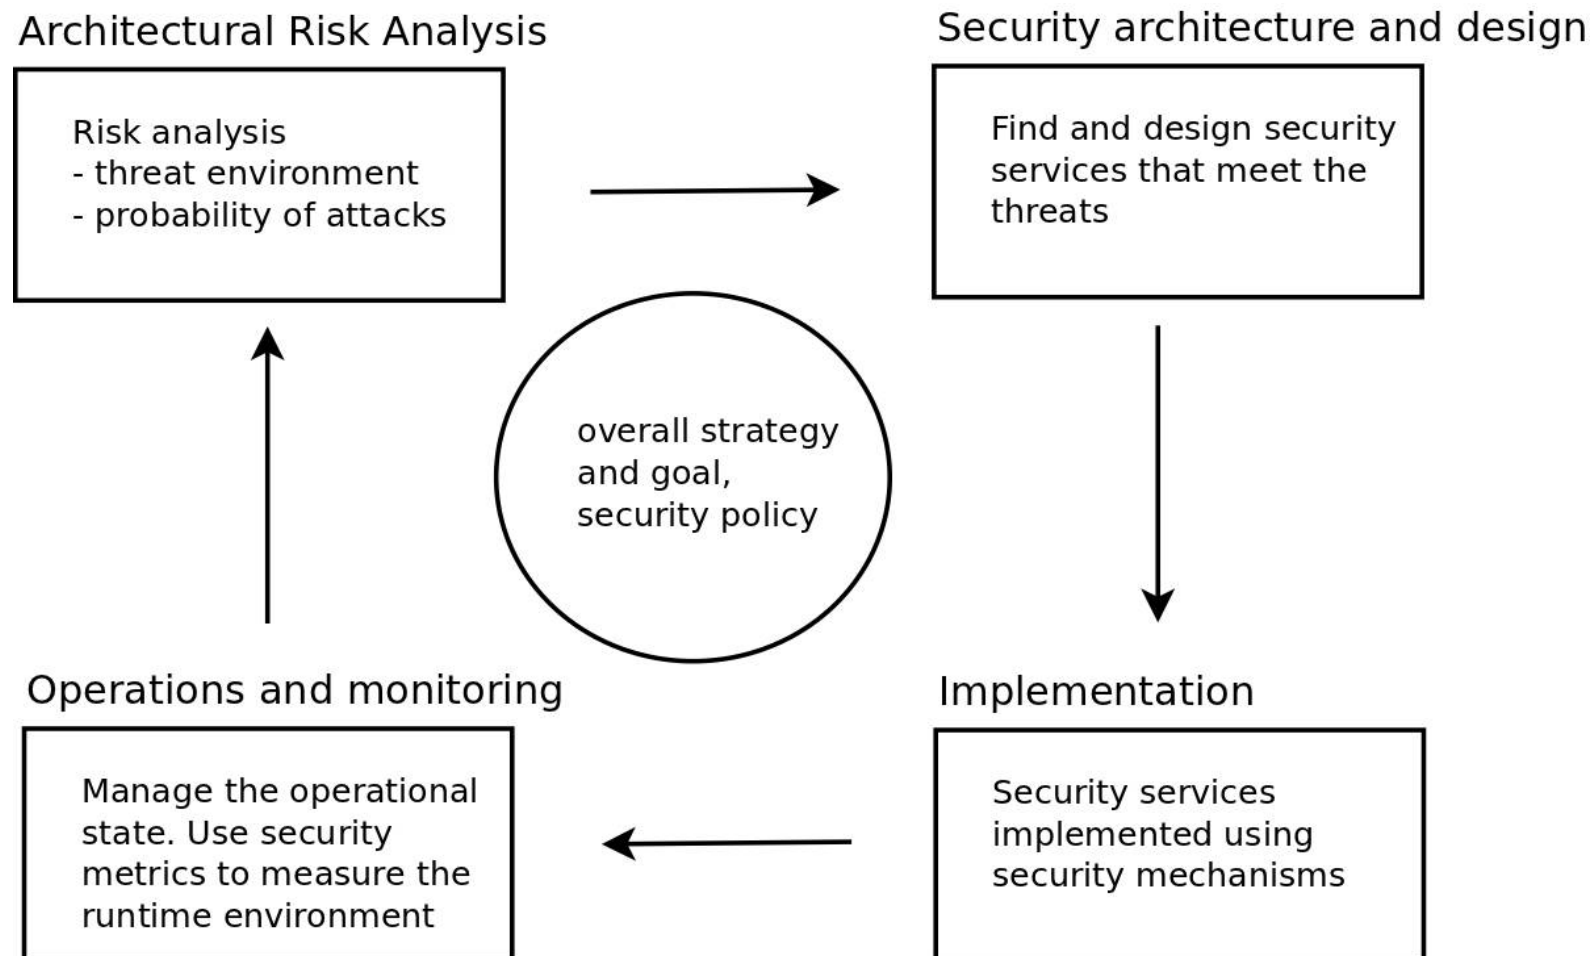 Architectural Risk Analysis
Risk analysis
- threat environment
- probability of attacks
Security architecture and design
Find and design security
services that meet the
threats
overall strategy
and goal,
security policy
Operations and monitoring
Manage the operational
state. Use security
metrics to measure the
runtime environment
Implementation
Security services
implemented using
security mechanisms